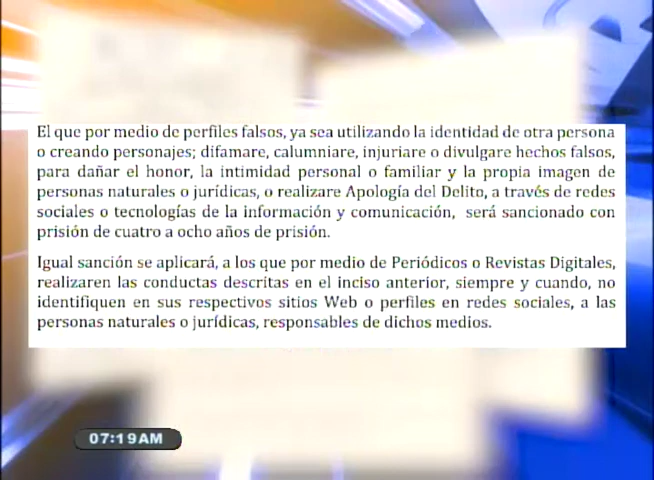 El que por medio de perfiles falsos, ya sea utilizando la identidad de otra persona
o creando personajes; difamare, calumniare, injuriare o divulgare hechos falsos,
para dañar el honor, la intimidad personal o familiar y la propia imagen de
personas naturales o jurídicas, o realizare Apología del Delito, a través de redes
sociales o tecnologías de la información y comunicación, será sancionado con
prisión de cuatro a ocho años de prisión.
Igual sanción se aplicará, a los que por medio de Periódicos o Revistas Digitales,
realizaren las conductas descritas en el inciso anterior, siempre y cuando, no
identifiquen en sus respectivos sitios Web o perfiles en redes sociales, a las
personas naturales o jurídicas, responsables de dichos medios.
07:19AM